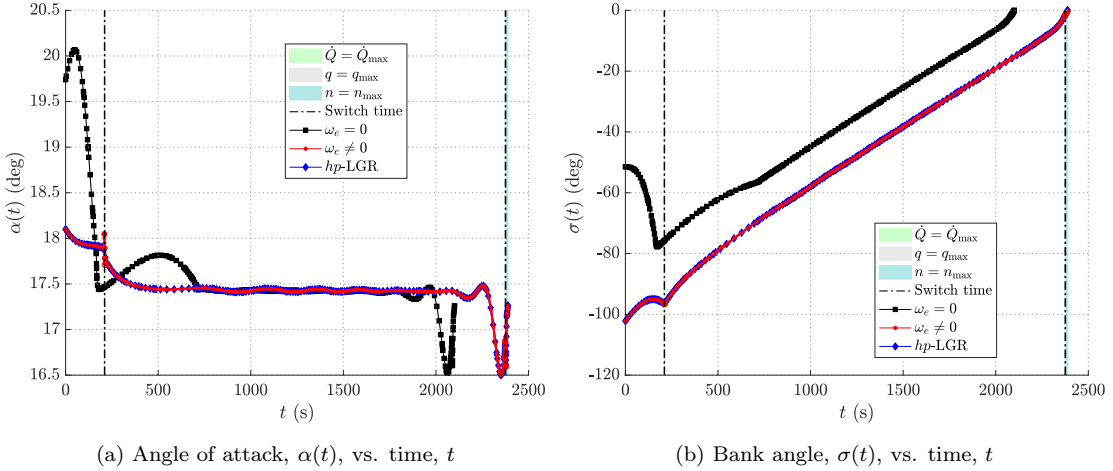 20.5
20
19.5
19
18.5
18
17.5
17
16.5
α(t) (deg)
0 500 1000 1500 2000 2500
t (s)
Q̇ = Q̇max
q = qmax
n = nmax
Switch time
ωe = 0
ωe ≠ 0
hp-LGR
(a) Angle of attack, α(t), vs. time, t
0
-20
-40
-60
-80
-100
-120
σ(t) (deg)
0 500 1000 1500 2000 2500
t (s)
Q̇ = Q̇max
q = qmax
n = nmax
Switch time
ωe = 0
ωe ≠ 0
hp-LGR
(b) Bank angle, σ(t), vs. time, t